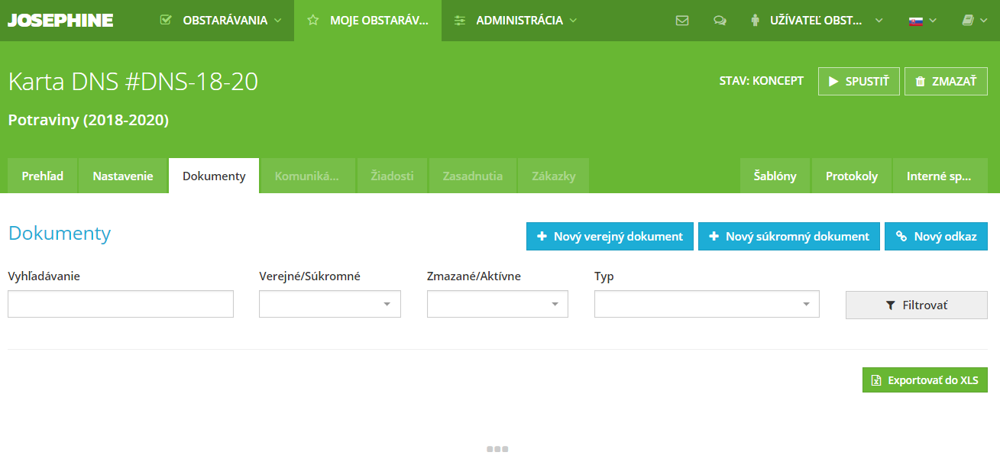 JOSEPHINE OBSTARÁVANIA MOJE OBSTARÁV... ADMINISTRÁCIA UŽÍVATEĽ OBST...
Karta DNS #DNS-18-20
STAV: KONCEPT SPUSTIŤ ZMAZAŤ
Potraviny (2018-2020)
Prehľad Nastavenie Dokumenty Komuniká... Žiadosti Zasadnutia Zákazky Šablóny Protokoly Interné sp...
Dokumenty
Nový verejný dokument Nový súkromný dokument Nový odkaz
Vyhľadávanie Verejné/Súkromné Zmazané/Aktívne Typ
Filtrovať
Exportovať do XLS